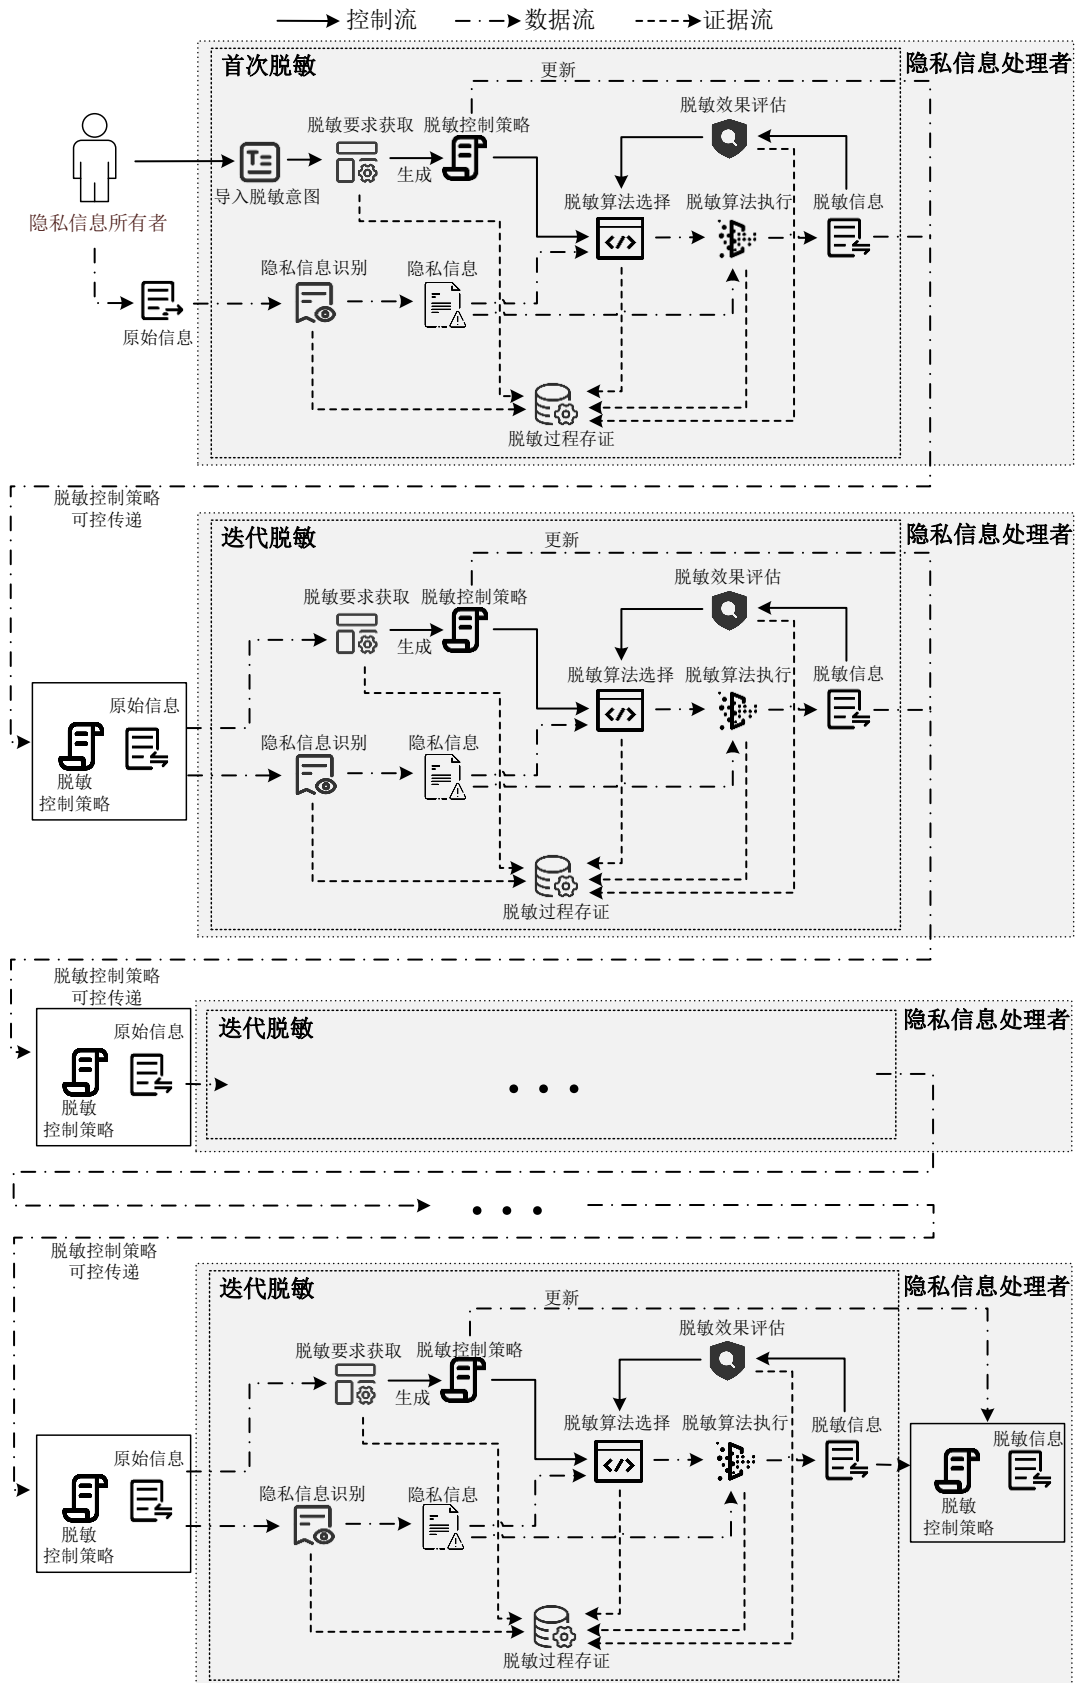 控制流 数据流 证据流
首次脱敏
更新
隐私信息处理者
脱敏效果评估
脱敏要求获取 脱敏控制策略
生成
导入脱敏意图
脱敏算法选择 脱敏算法执行 脱敏信息
隐私信息所有者
隐私信息识别 隐私信息
原始信息
脱敏过程存证
脱敏控制策略
可控传递
迭代脱敏
更新
隐私信息处理者
脱敏效果评估
脱敏要求获取 脱敏控制策略
生成
脱敏算法选择 脱敏算法执行 脱敏信息
原始信息
隐私信息识别 隐私信息
脱敏
控制策略
脱敏过程存证
脱敏控制策略
可控传递
迭代脱敏
隐私信息处理者
原始信息
脱敏
控制策略
脱敏控制策略
可控传递
迭代脱敏
更新
隐私信息处理者
脱敏效果评估
脱敏要求获取 脱敏控制策略
生成
脱敏算法选择 脱敏算法执行 脱敏信息
脱敏信息
原始信息
隐私信息识别 隐私信息
脱敏
控制策略
脱敏
控制策略
脱敏过程存证